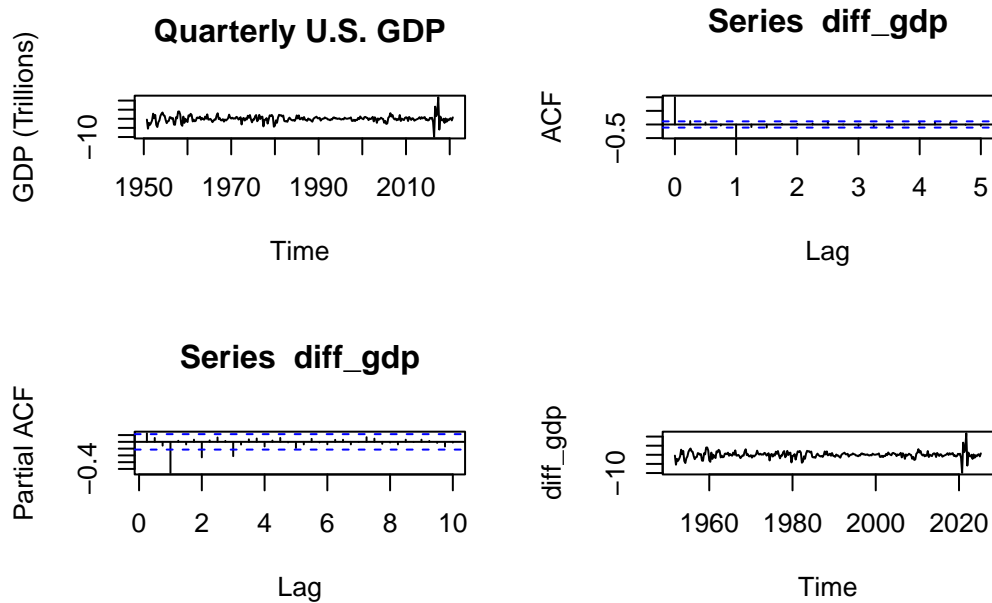 Quarterly U.S. GDP
GDP (Trillions)
−10
1950 1970 1990 2010
Time
Series diff_gdp
ACF
−0.5
0 1 2 3 4 5
Lag
Series diff_gdp
Partial ACF
−0.4
0 2 4 6 8 10
Lag
diff_gdp
−10
1960 1980 2000 2020
Time